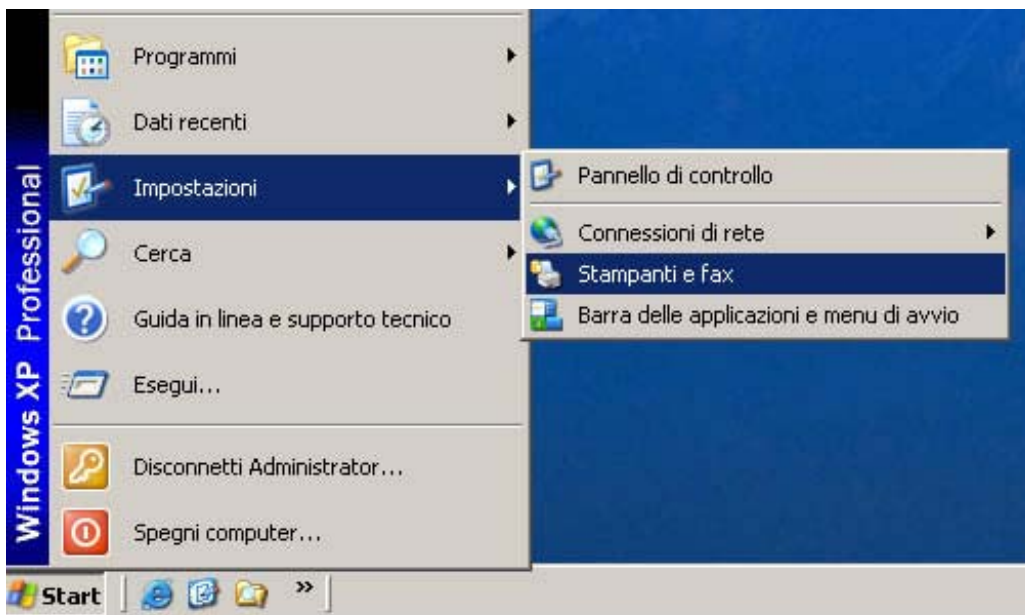 Programmi
Dati recenti
Impostazioni
Cerca
Guida in linea e supporto tecnico
Esegui...
Disconnetti Administrator...
Spegni computer...
Pannello di controllo
Connessioni di rete
Stampanti e fax
Barra delle applicazioni e menu di avvio
Windows XP Professional
Start
»